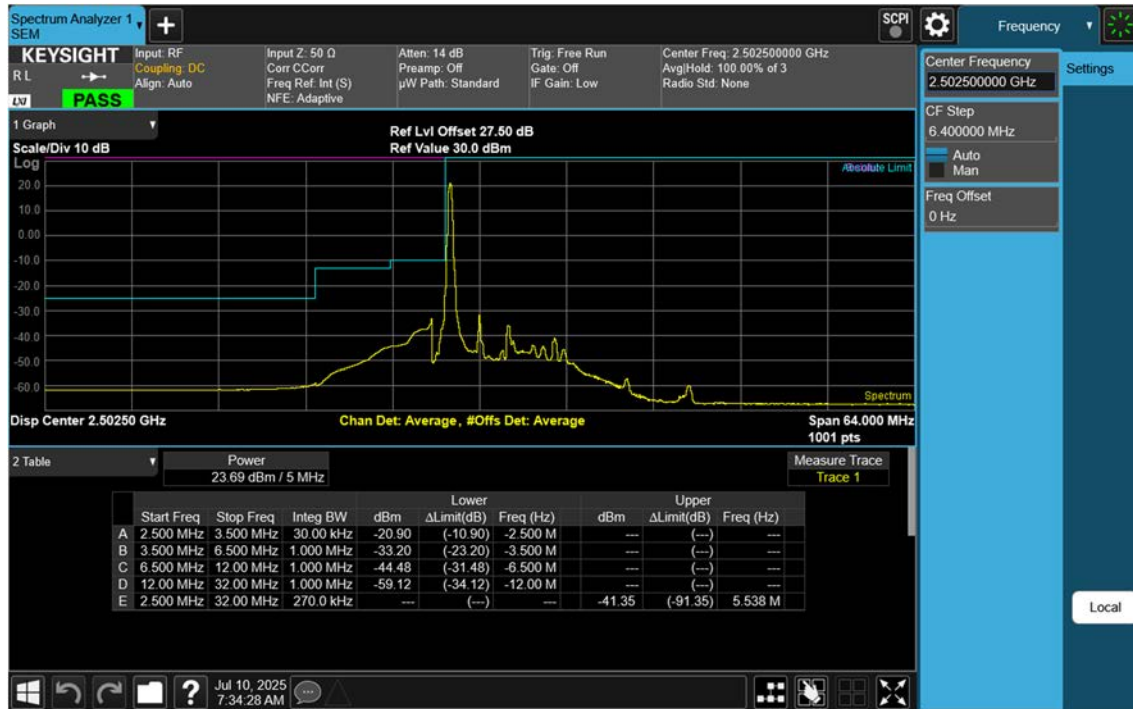 Spectrum Analyzer 1
SEM
SCPI
Frequency
KEYSIGHT
R L
LXI
PASS
Input: RF
Coupling: DC
Align: Auto
Input Z: 50 Ω
Corr CCorr
Freq Ref: Int (S)
NFE: Adaptive
Atten: 14 dB
Preamp: Off
µW Path: Standard
Trig: Free Run
Gate: Off
IF Gain: Low
Center Freq: 2.502500000 GHz
Avg|Hold: 100.00% of 3
Radio Std: None
Center Frequency
2.502500000 GHz
Settings
CF Step
6.400000 MHz
Auto
Man
Freq Offset
0 Hz
1 Graph
Ref Lvl Offset 27.50 dB
Scale/Div 10 dB
Ref Value 30.0 dBm
Log
Absolute Limit
20.0
10.0
0.00
-10.0
-20.0
-30.0
-40.0
-50.0
-60.0
Spectrum
Disp Center 2.50250 GHz
Chan Det: Average, #Offs Det: Average
Span 64.000 MHz
1001 pts
2 Table
Power
23.69 dBm / 5 MHz
Measure Trace
Trace 1
Lower Upper
Start Freq Stop Freq Integ BW dBm ΔLimit(dB) Freq (Hz) dBm ΔLimit(dB) Freq (Hz)
A 2.500 MHz 3.500 MHz 30.00 kHz -20.90 (-10.90) -2.500 M --- (---) ---
B 3.500 MHz 6.500 MHz 1.000 MHz -33.20 (-23.20) -3.500 M --- (---) ---
C 6.500 MHz 12.00 MHz 1.000 MHz -44.48 (-31.48) -6.500 M --- (---) ---
D 12.00 MHz 32.00 MHz 1.000 MHz -59.12 (-34.12) -12.00 M --- (---) ---
E 2.500 MHz 32.00 MHz 270.0 kHz --- (---) --- -41.35 (-91.35) 5.538 M
Local
?
Jul 10, 2025
7:34:28 AM